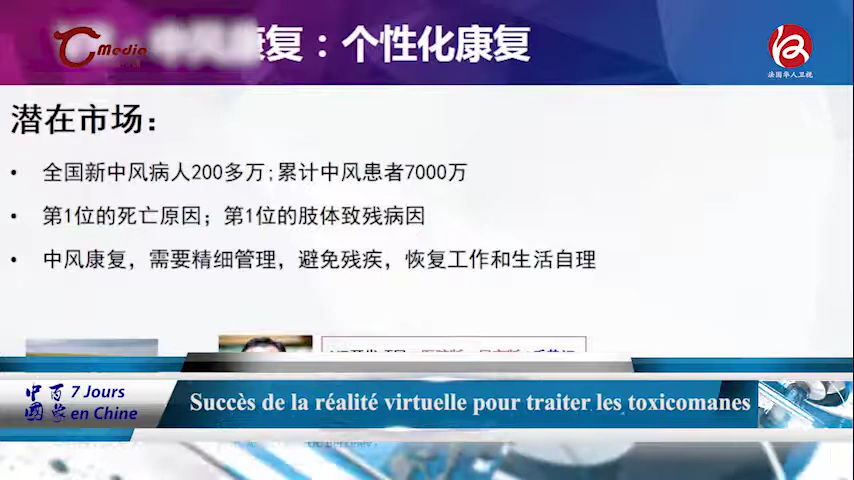 Media
康复：个性化康复
法国华人卫视
潜在市场：
• 全国新中风病人200多万;累计中风患者7000万
• 第1位的死亡原因；第1位的肢体致残病因
• 中风康复，需要精细管理，避免残疾，恢复工作和生活自理
7 Jours
en Chine
Succès de la réalité virtuelle pour traiter les toxicomanes